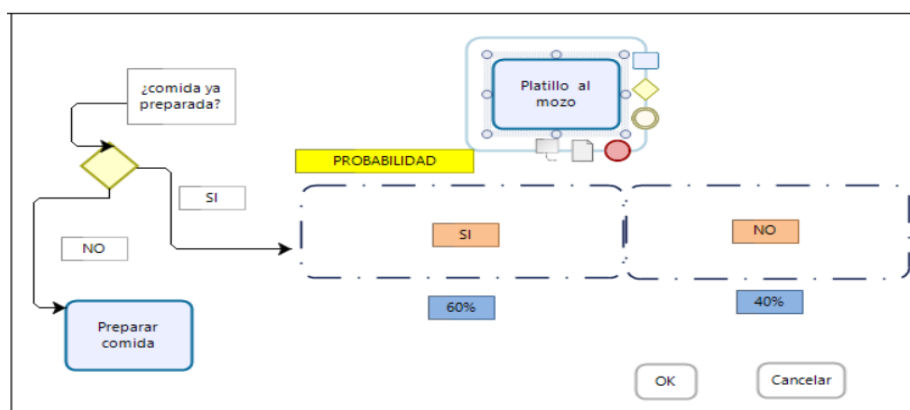 ¿comida ya
preparada?
Platillo al
mozo
PROBABILIDAD
SI
SI
NO
NO
60%
40%
Preparar
comida
OK
Cancelar